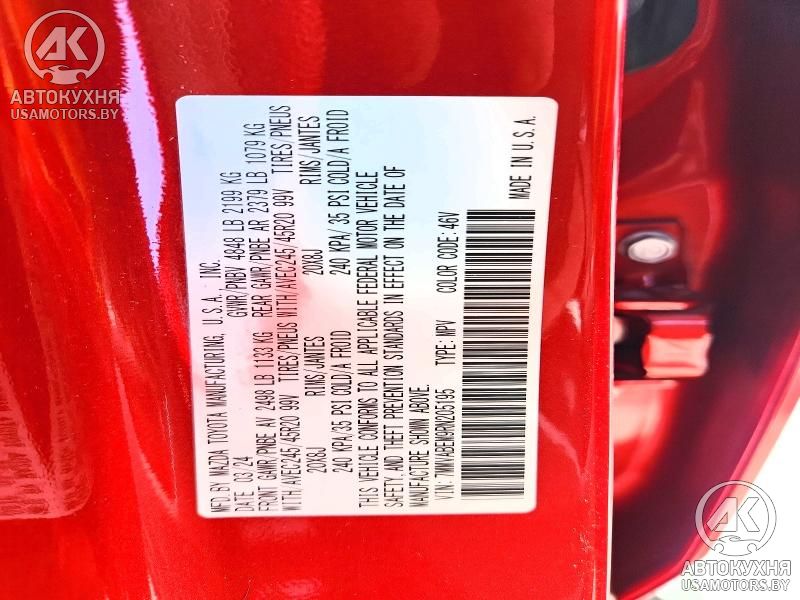 АК
АВТОКУХНЯ
USAMOTORS.BY
MFD.BY MAZDA TOYOTA MANUFACTURING, U.S.A., INC.
DATE 03/24 GVWR/PNBV 4848 LB 2199 KG
FRONT GAWR/PNBE AV 2498 LB 1133 KG REAR GAWR/PNBE AR 2379 LB 1079 KG
WITH/AVEC245/45R20 99V TIRES/PNEUS WITH/AVEC245/45R20 99V TIRES/PNEUS
20X8J RIMS/JANTES 20X8J RIMS/JANTES
240 KPA/35 PSI COLD/A FROID 240 KPA/35 PSI COLD/A FROID
THIS VEHICLE CONFORMS TO ALL APPLICABLE FEDERAL MOTOR VEHICLE
SAFETY AND THEFT PREVENTION STANDARDS IN EFFECT ON THE DATE OF
MANUFACTURE SHOWN ABOVE.
TYPE: MPV COLOR CODE: 46V
MADE IN U.S.A.
АК
АВТОКУХНЯ
USAMOTORS.BY